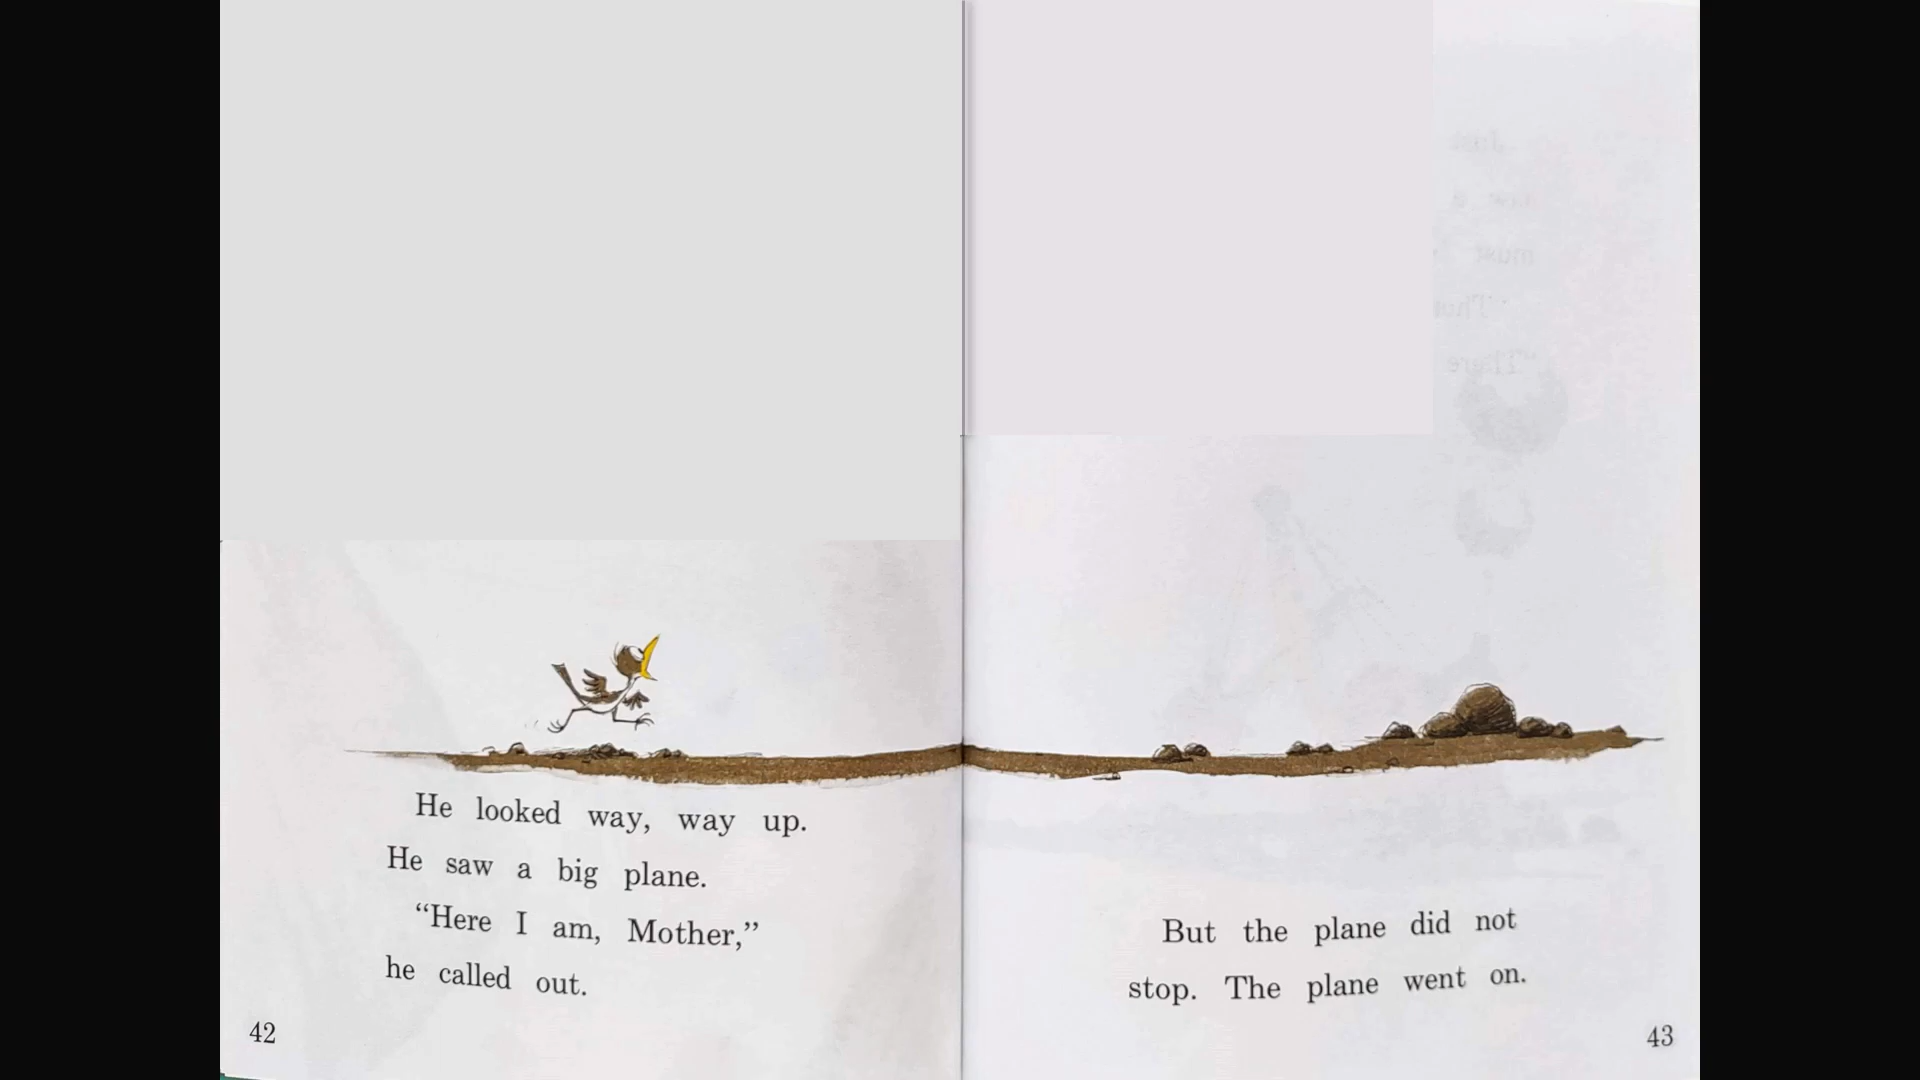 He looked way, way up.
He saw a big plane.
“Here I am, Mother,”
he called out.
42
But the plane did not
stop. The plane went on.
43